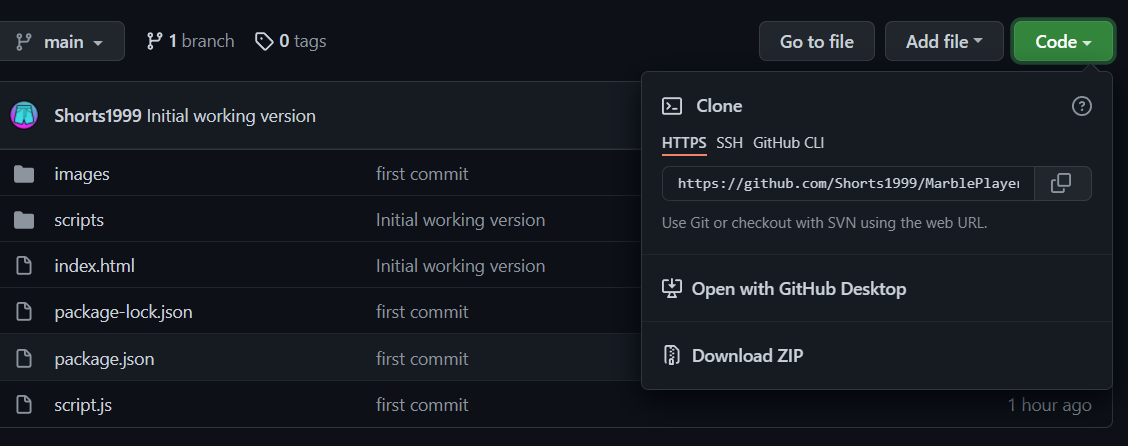 main 1 branch 0 tags Go to file Add file Code
Shorts1999 Initial working version
Clone
HTTPS SSH GitHub CLI
https://github.com/Shorts1999/MarblePlayer
Use Git or checkout with SVN using the web URL.
Open with GitHub Desktop
Download ZIP
images first commit
scripts Initial working version
index.html Initial working version
package-lock.json first commit
package.json first commit
script.js first commit 1 hour ago